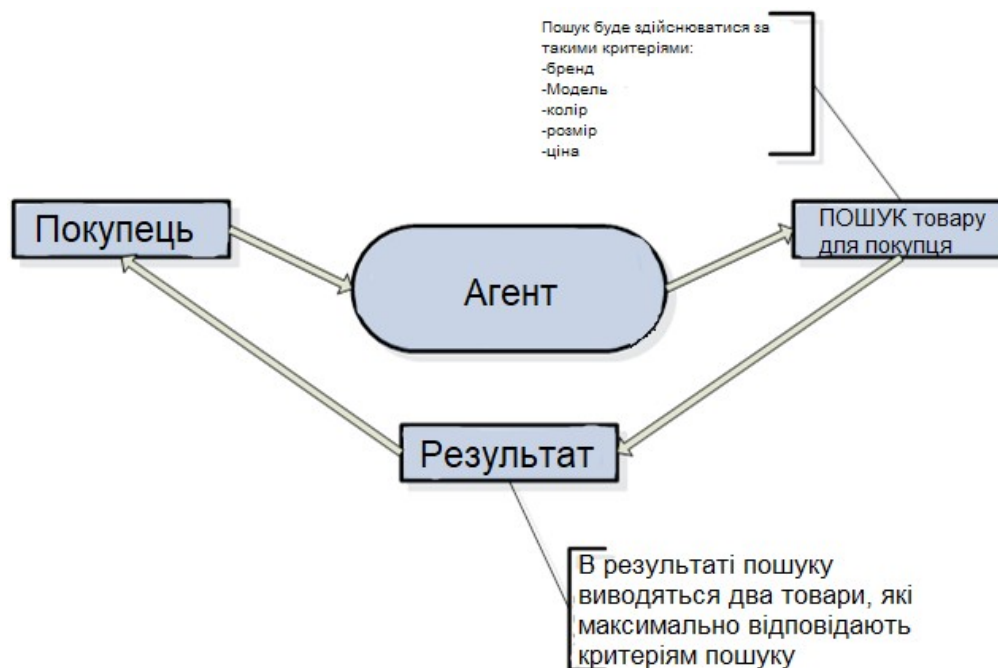 Пошук буде здійснюватися за
такими критеріями:
-бренд
-Модель
-колір
-розмір
-ціна
Покупець
Агент
ПОШУК товару
для покупця
Результат
В результаті пошуку
виводяться два товари, які
максимально відповідають
критеріям пошуку